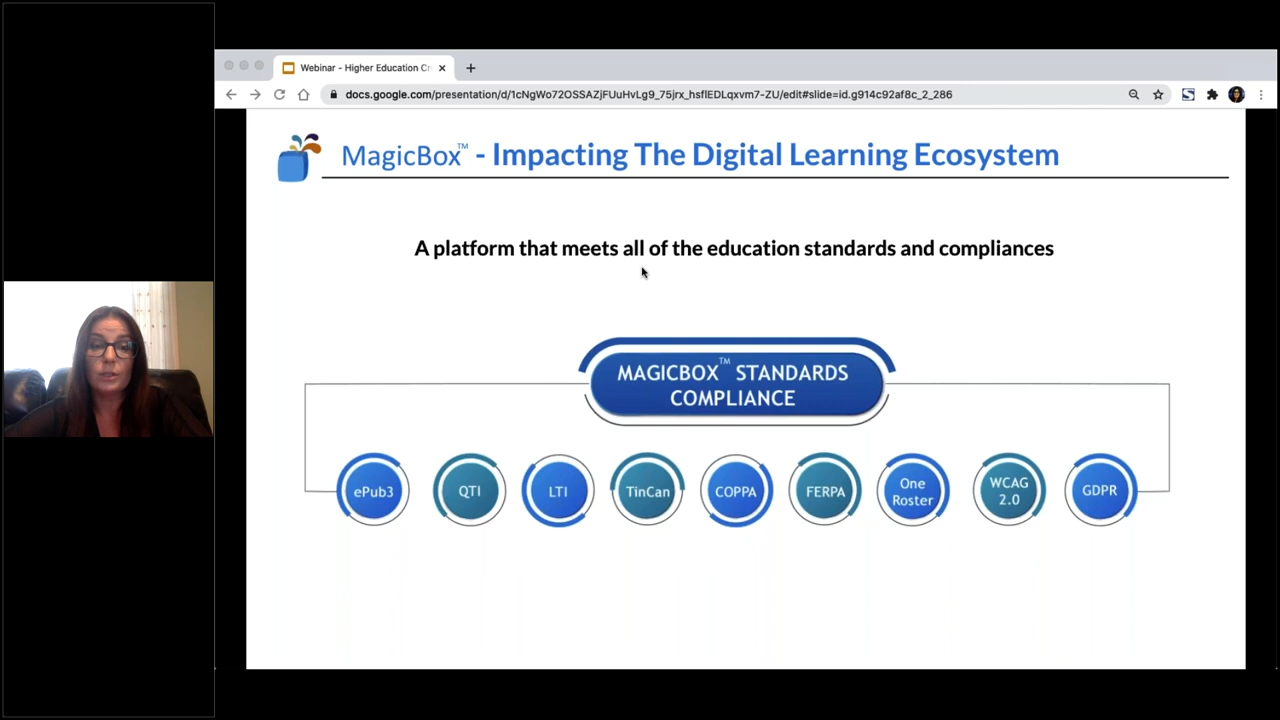 Webinar - Higher Education Cr
docs.google.com/presentation/d/1cNgWo72OSSAZjFUuHvLg9_75jrx_hsflEDLqxvm7-ZU/edit#slide=id.g914c92af8c_2_286
MagicBox™ - Impacting The Digital Learning Ecosystem
A platform that meets all of the education standards and compliances
MAGICBOX™ STANDARDS
COMPLIANCE
ePub3
QTI
LTI
TinCan
COPPA
FERPA
One
Roster
WCAG
2.0
GDPR